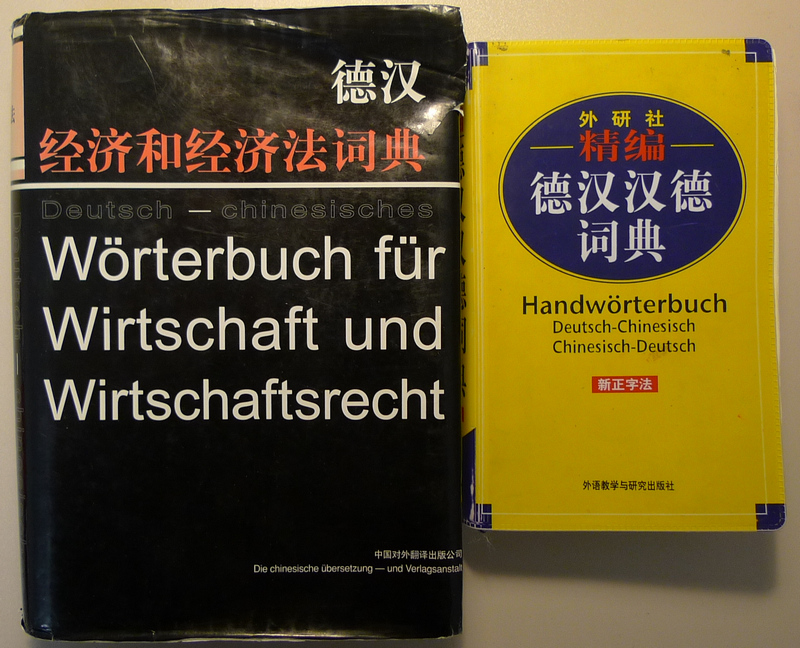 德汉
经济和经济法词典
Deutsch — chinesisches
Wörterbuch für
Wirtschaft und
Wirtschaftsrecht
中国对外翻译出版公司
Die chinesische übersetzung — und Verlagsanstalt
外研社
精编
德汉汉德
词典
Handwörterbuch
Deutsch-Chinesisch
Chinesisch-Deutsch
新正字法
外语教学与研究出版社